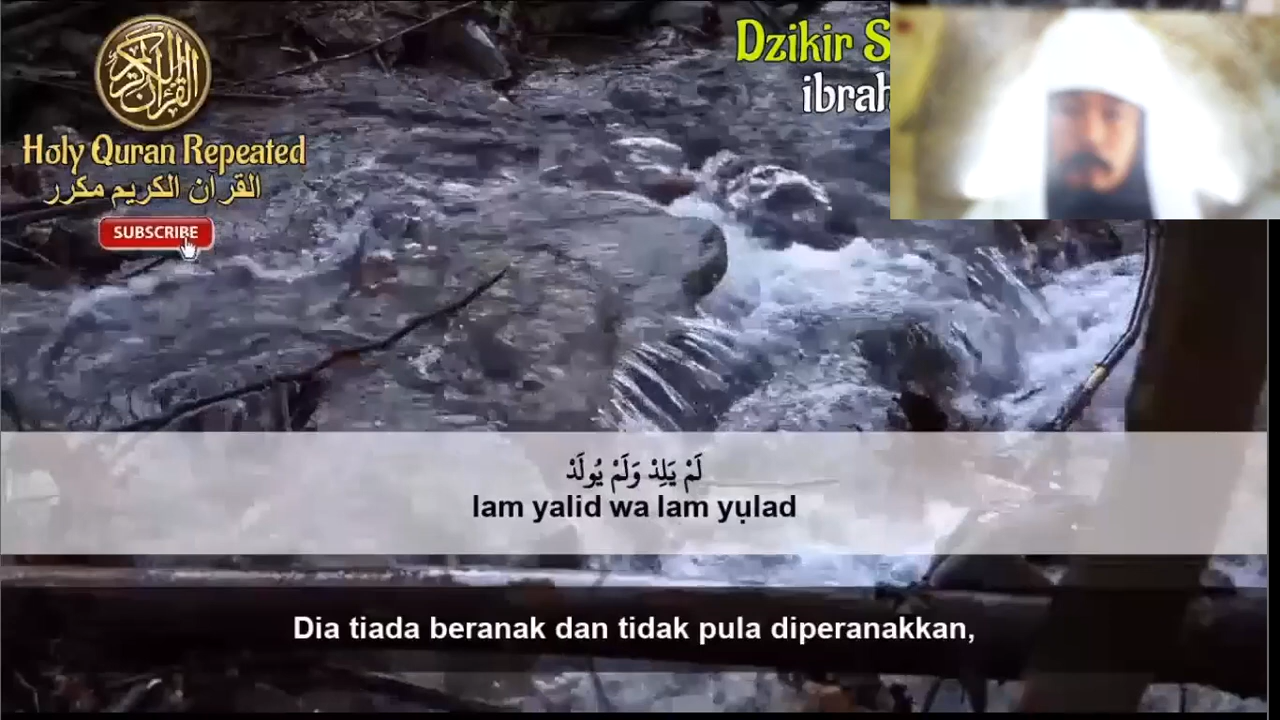 Holy Quran Repeated
القران الكريم مكرر
SUBSCRIBE
Dzikir
لَمْ يَلِدْ وَلَمْ يُولَدْ
lam yalid wa lam yụlad
Dia tiada beranak dan tidak pula diperanakkan,